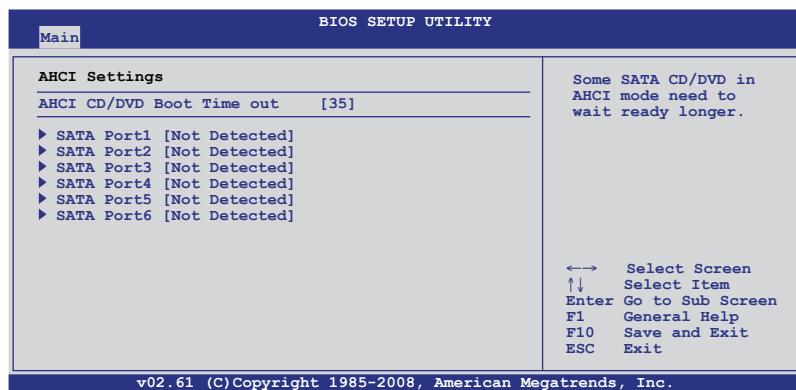 BIOS SETUP UTILITY
Main
AHCI Settings
AHCI CD/DVD Boot Time out [35]
SATA Port1 [Not Detected]
SATA Port2 [Not Detected]
SATA Port3 [Not Detected]
SATA Port4 [Not Detected]
SATA Port5 [Not Detected]
SATA Port6 [Not Detected]
Some SATA CD/DVD in
AHCI mode need to
wait ready longer.
←→ Select Screen
↑↓ Select Item
Enter Go to Sub Screen
F1 General Help
F10 Save and Exit
ESC Exit
v02.61 (C)Copyright 1985-2008, American Megatrends, Inc.